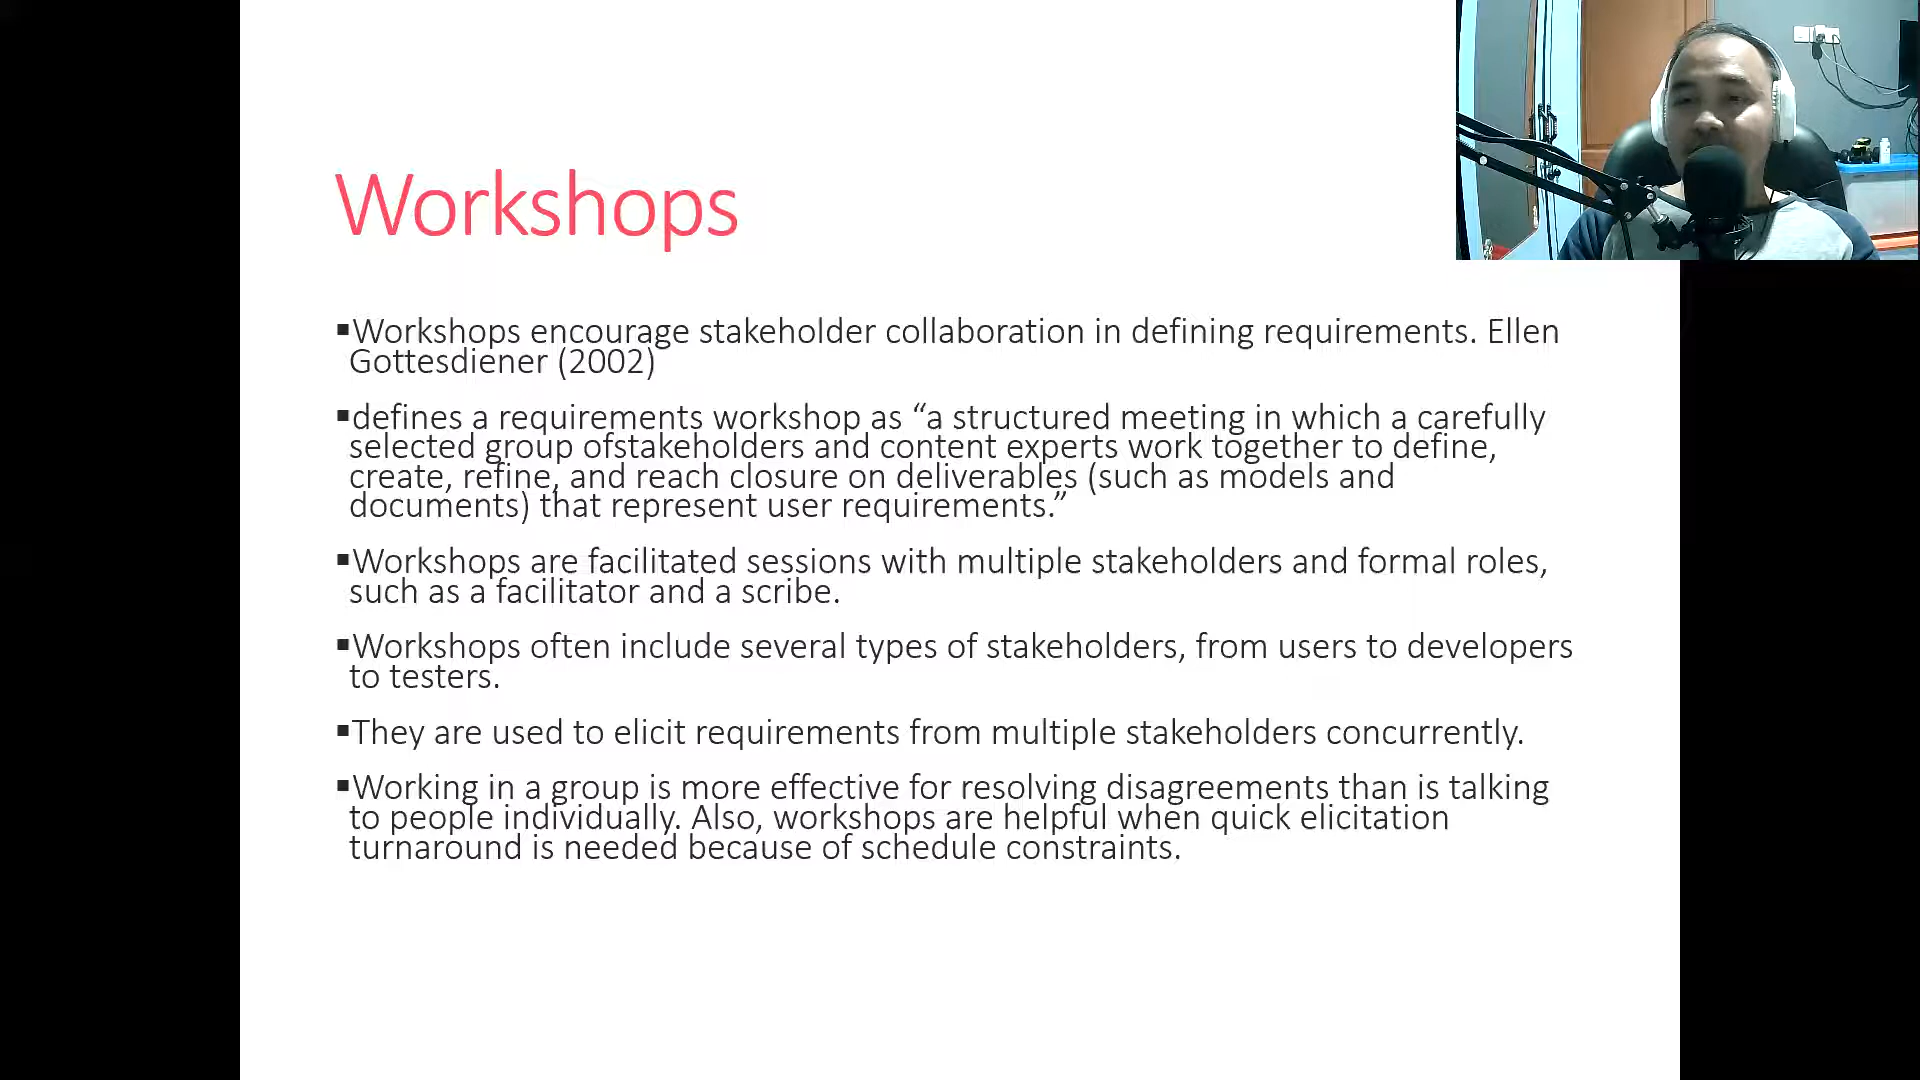 Workshops
▪Workshops encourage stakeholder collaboration in defining requirements. Ellen
Gottesdiener (2002)
▪defines a requirements workshop as “a structured meeting in which a carefully
selected group ofstakeholders and content experts work together to define,
create, refine, and reach closure on deliverables (such as models and
documents) that represent user requirements.”
▪Workshops are facilitated sessions with multiple stakeholders and formal roles,
such as a facilitator and a scribe.
▪Workshops often include several types of stakeholders, from users to developers
to testers.
▪They are used to elicit requirements from multiple stakeholders concurrently.
▪Working in a group is more effective for resolving disagreements than is talking
to people individually. Also, workshops are helpful when quick elicitation
turnaround is needed because of schedule constraints.